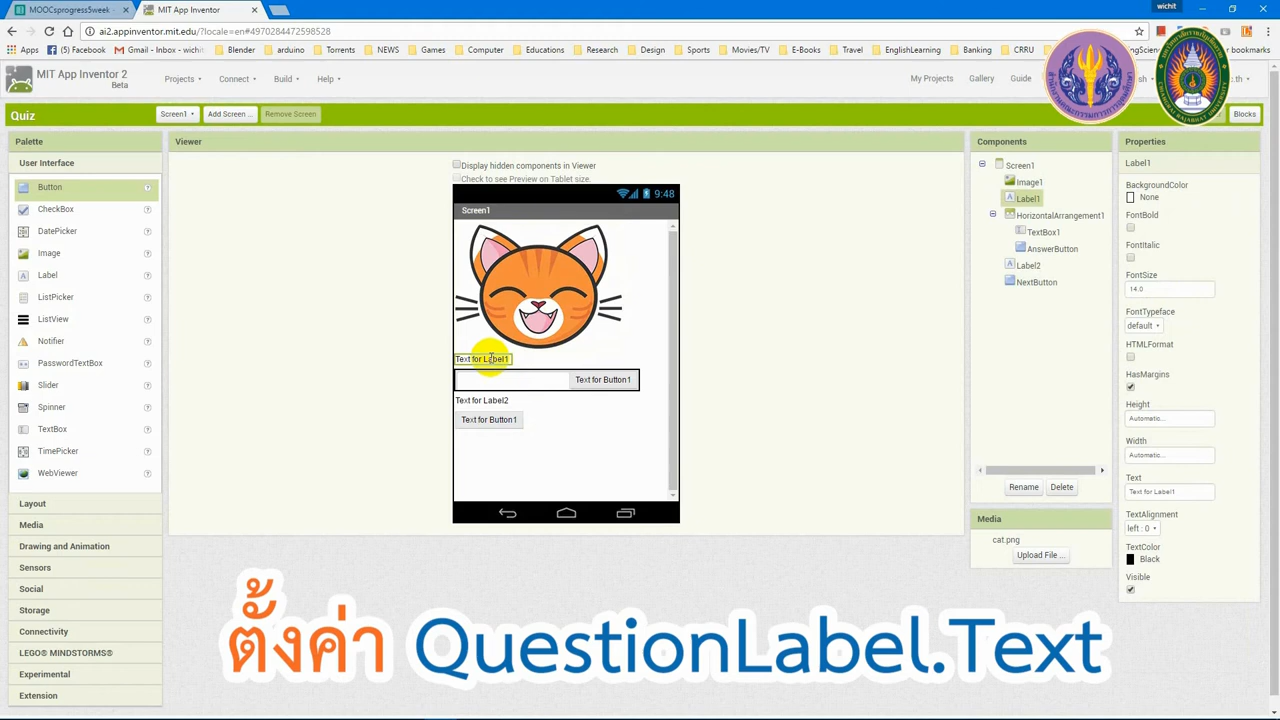 MOOCsprogress5week
MIT App Inventor
wichit
ai2.appinventor.mit.edu/?locale=en#4970284472598528
Apps
(5) Facebook
Gmail - Inbox - wichit
Blender
arduino
Torrents
NEWS
Games
Computer
Educations
Research
Design
Sports
Movies/TV
E-Books
Travel
EnglishLearning
Banking
CRRU
MIT App Inventor 2
Beta
Projects
Connect
Build
Help
My Projects
Gallery
Guide
Quiz
Screen1
Add Screen ...
Remove Screen
Blocks
Palette
User Interface
Button
CheckBox
DatePicker
Image
Label
ListPicker
ListView
Notifier
PasswordTextBox
Slider
Spinner
TextBox
TimePicker
WebViewer
Layout
Media
Drawing and Animation
Sensors
Social
Storage
Connectivity
LEGO® MINDSTORMS®
Experimental
Extension
Viewer
Display hidden components in Viewer
Check to see Preview on Tablet size.
9:48
Screen1
Text for Label1
Text for Button1
Text for Label2
Text for Button1
Components
Screen1
Image1
Label1
HorizontalArrangement1
TextBox1
AnswerButton
Label2
NextButton
Rename
Delete
Media
cat.png
Upload File ...
Properties
Label1
BackgroundColor
None
FontBold
FontItalic
FontSize
14.0
FontTypeface
default
HTMLFormat
HasMargins
Height
Automatic...
Width
Automatic...
Text
Text for Label1
TextAlignment
left : 0
TextColor
Black
Visible
ตั้งค่า QuestionLabel.Text